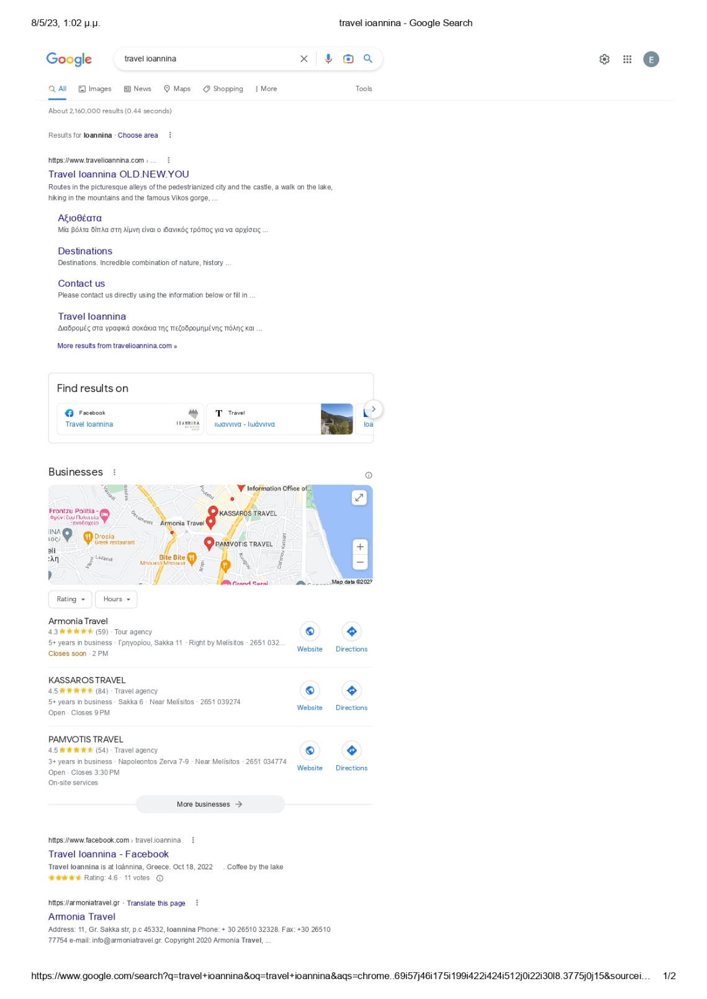 8/5/23, 1:02 μ.μ.
travel ioannina - Google Search
Google
travel ioannina
E
All Images News Maps Shopping More Tools
About 2,160,000 results (0.44 seconds)
Results for Ioannina · Choose area
https://www.travelioannina.com › ...
Travel Ioannina OLD.NEW.YOU
Routes in the picturesque alleys of the pedestrianized city and the castle, a walk on the lake,
hiking in the mountains and the famous Vikos gorge, ...
Αξιοθέατα
Μία βόλτα δίπλα στη λίμνη είναι ο ιδανικός τρόπος για να αρχίσεις ...
Destinations
Destinations. Incredible combination of nature, history ...
Contact us
Please contact us directly using the information below or fill in ...
Travel Ioannina
Διαδρομές στα γραφικά σοκάκια της πεζοδρομημένης πόλης και ...
More results from travelioannina.com »
Find results on
Facebook
Travel Ioannina
IOANNINA
T Travel
ιωαννινα - Ιωάννινα
Ioa
Businesses
Information Office of...
KASSAROS TRAVEL
Armonia Travel
PAMVOTIS TRAVEL
Frontzu Politia -
Φρόντζου Πολιτεία
Ξενοδοχείο
Drosia
Greek restaurant
Bite Bite
Μπουκιά Μπουκιά
Grand Serai
Lazaridi
Arapi
Kougiou
Map data ©2023
Rating Hours
Armonia Travel
4.3 (59) · Tour agency
5+ years in business · Γρηγορίου, Sakka 11 · Right by Melísitos · 2651 032...
Closes soon · 2 PM
Website Directions
KASSAROS TRAVEL
4.5 (84) · Travel agency
5+ years in business · Sakka 6 · Near Melísitos · 2651 039274
Open · Closes 9 PM
Website Directions
PAMVOTIS TRAVEL
4.5 (54) · Travel agency
3+ years in business · Napoleontos Zerva 7-9 · Near Melísitos · 2651 034774
Open · Closes 3:30 PM
On-site services
Website Directions
More businesses
https://www.facebook.com › travel.ioannina
Travel Ioannina - Facebook
Travel Ioannina is at Ioánnina, Greece. Oct 18, 2022 . Coffee by the lake
Rating: 4.6 · 11 votes
https://armoniatravel.gr · Translate this page
Armonia Travel
Address: 11, Gr. Sakka str, p.c 45332, Ioannina Phone: + 30 26510 32328. Fax: +30 26510
77754 e-mail: info@armoniatravel.gr. Copyright 2020 Armonia Travel, ...
https://www.google.com/search?q=travel+ioannina&oq=travel+ioannina&aqs=chrome..69i57j46i175i199i422i424i512j0i22i30l8.3775j0j15&sourcei... 1/2